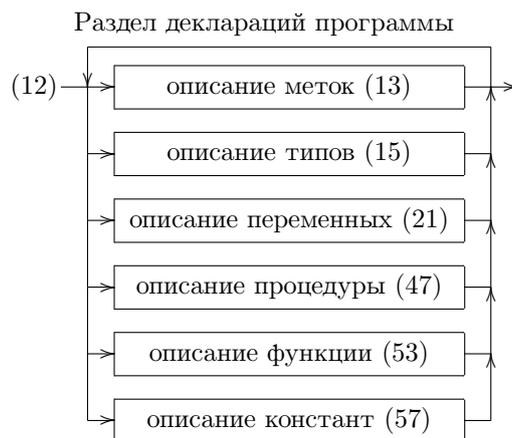 Раздел деклараций программы
(12) описание меток (13)
описание типов (15)
описание переменных (21)
описание процедуры (47)
описание функции (53)
описание констант (57)